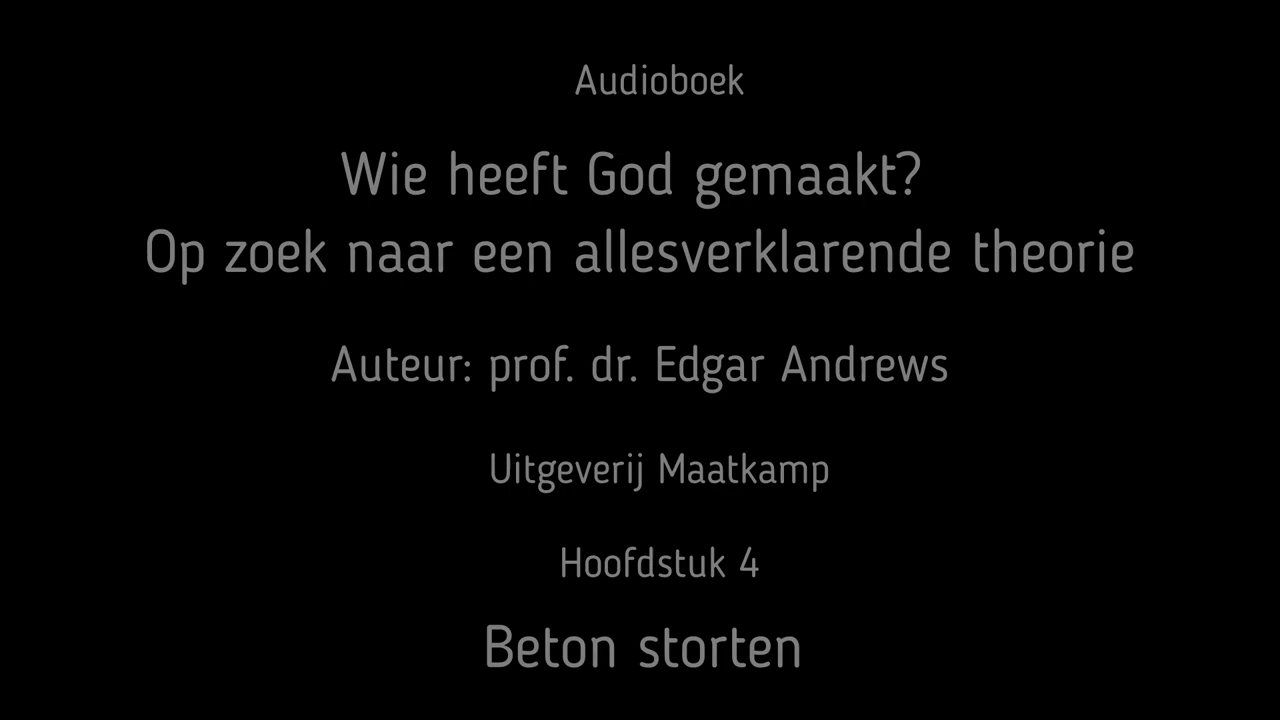 Audioboek
Wie heeft God gemaakt?
Op zoek naar een allesverklarende theorie
Auteur: prof. dr. Edgar Andrews
Uitgeverij Maatkamp
Hoofdstuk 4
Beton storten